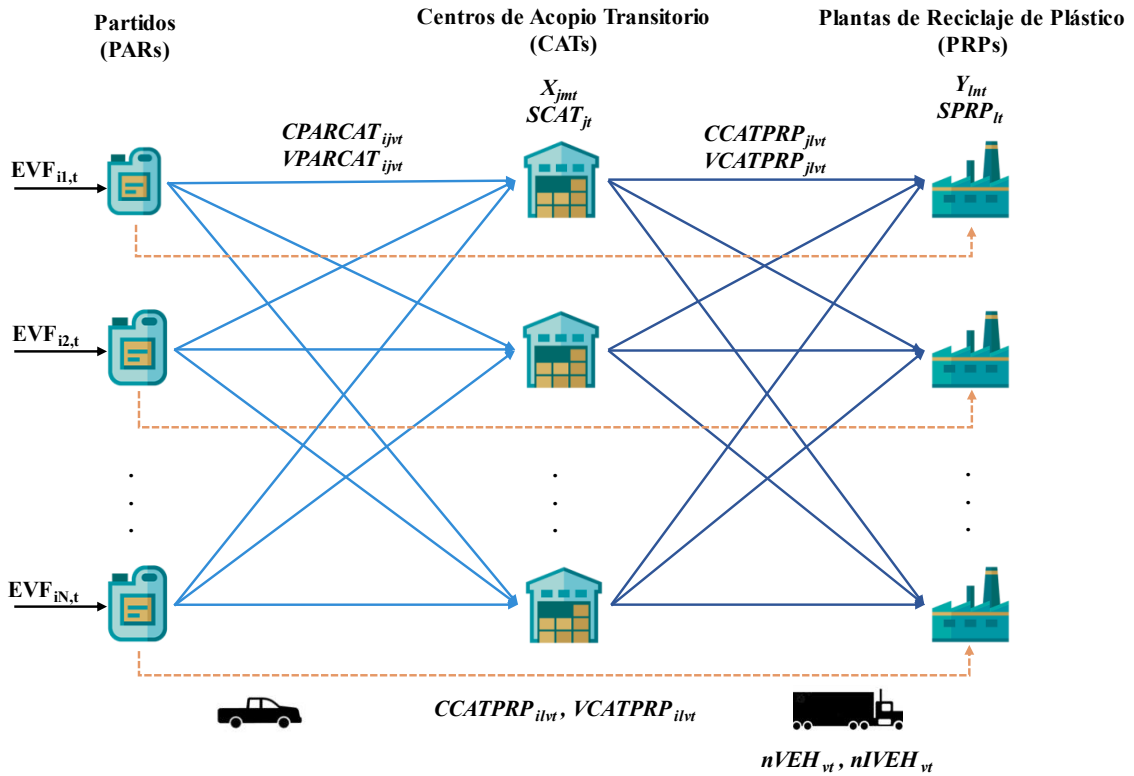 Partidos
(PARs)
Centros de Acopio Transitorio
(CATs)
Plantas de Reciclaje de Plástico
(PRPs)
X_jmt
SCAT_jt
Y_lnt
SPRP_lt
CPARCAT_ijvt
VPARCAT_ijvt
CCATPRP_jlvt
VCATPRP_jlvt
EVF_i1,t
EVF_i2,t
.
.
.
.
.
.
.
.
.
EVF_iN,t
CCATPRP_ilvt , VCATPRP_ilvt
nVEH_vt , nIVEH_vt